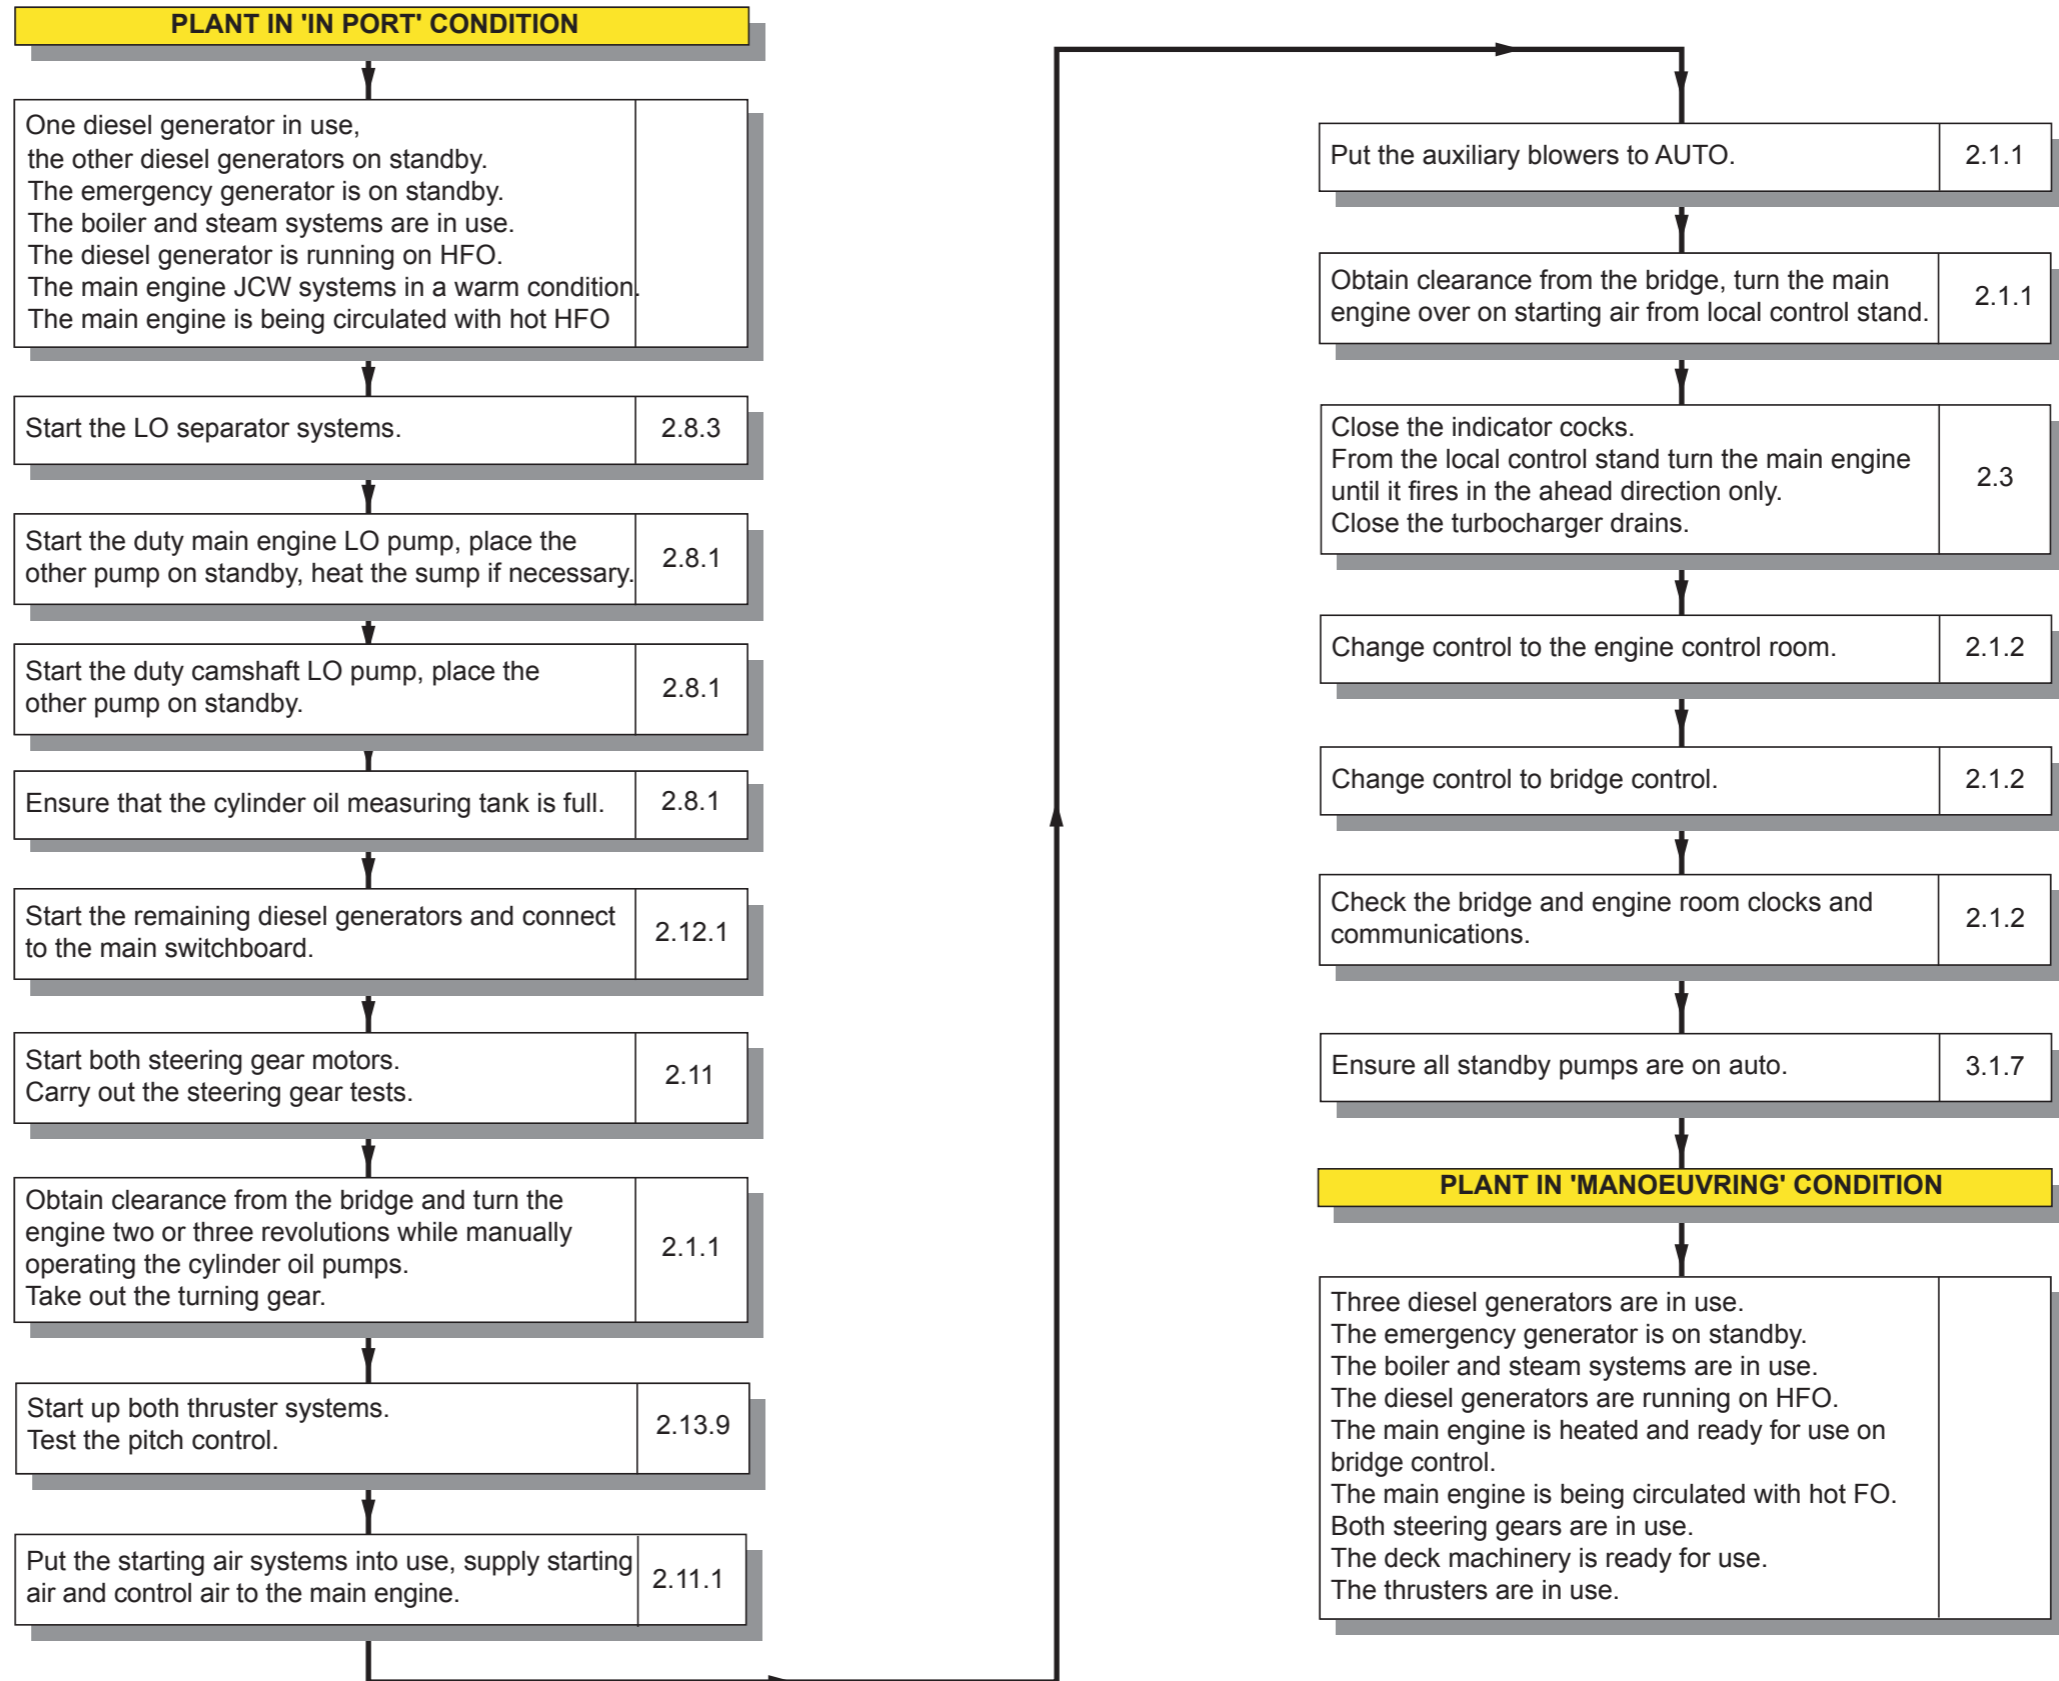 PLANT IN 'IN PORT' CONDITION
One diesel generator in use,
the other diesel generators on standby.
The emergency generator is on standby.
The boiler and steam systems are in use.
The diesel generator is running on HFO.
The main engine JCW systems in a warm condition.
The main engine is being circulated with hot HFO
Start the LO separator systems.
2.8.3
Start the duty main engine LO pump, place the
other pump on standby, heat the sump if necessary.
2.8.1
Start the duty camshaft LO pump, place the
other pump on standby.
2.8.1
Ensure that the cylinder oil measuring tank is full.
2.8.1
Start the remaining diesel generators and connect
to the main switchboard.
2.12.1
Start both steering gear motors.
Carry out the steering gear tests.
2.11
Obtain clearance from the bridge and turn the
engine two or three revolutions while manually
operating the cylinder oil pumps.
Take out the turning gear.
2.1.1
Start up both thruster systems.
Test the pitch control.
2.13.9
Put the starting air systems into use, supply starting
air and control air to the main engine.
2.11.1
Put the auxiliary blowers to AUTO.
2.1.1
Obtain clearance from the bridge, turn the main
engine over on starting air from local control stand.
2.1.1
Close the indicator cocks.
From the local control stand turn the main engine
until it fires in the ahead direction only.
Close the turbocharger drains.
2.3
Change control to the engine control room.
2.1.2
Change control to bridge control.
2.1.2
Check the bridge and engine room clocks and
communications.
2.1.2
Ensure all standby pumps are on auto.
3.1.7
PLANT IN 'MANOEUVRING' CONDITION
Three diesel generators are in use.
The emergency generator is on standby.
The boiler and steam systems are in use.
The diesel generators are running on HFO.
The main engine is heated and ready for use on
bridge control.
The main engine is being circulated with hot FO.
Both steering gears are in use.
The deck machinery is ready for use.
The thrusters are in use.